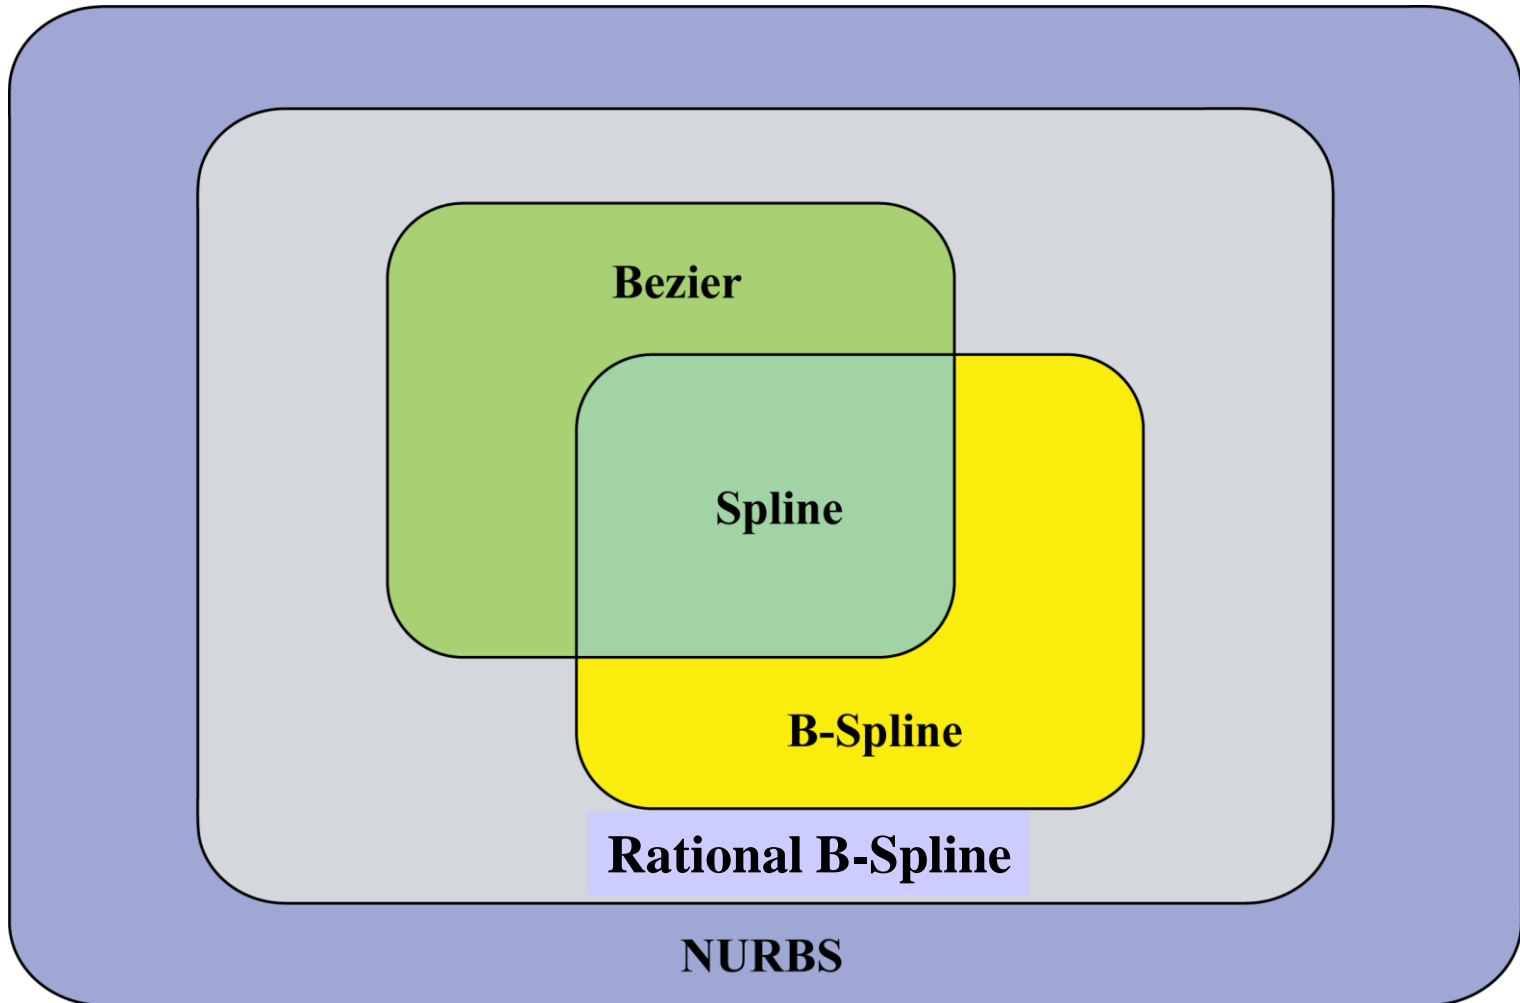 Bezier
Spline
B-Spline
Rational B-Spline
NURBS